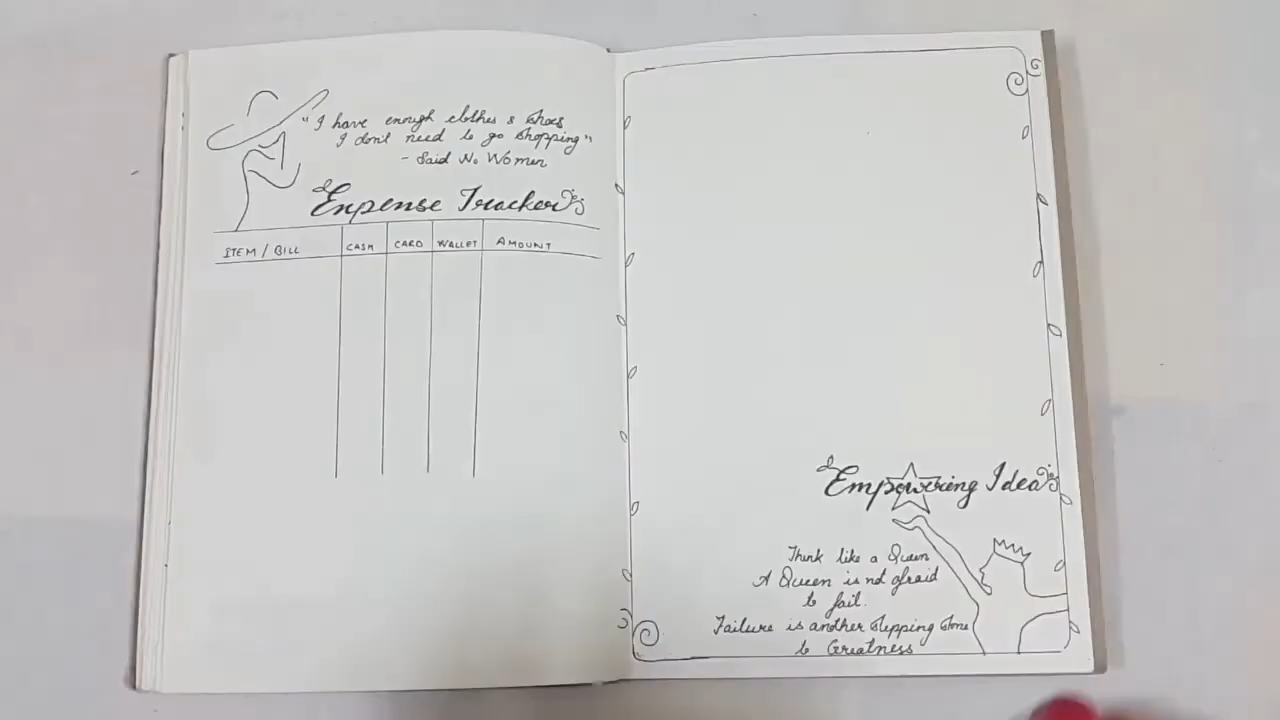 "I have enough clothes & shoes
I don't need to go shopping"
- Said No Women
Expense Tracker
ITEM / BILL CASH CARD WALLET AMOUNT
Empowering Idea
Think like a Queen
A Queen is not afraid
to fail.
Failure is another stepping stone
to Greatness